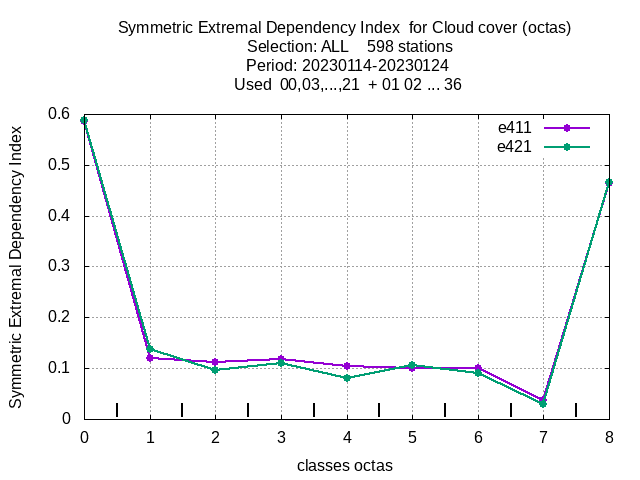 Symmetric Extremal Dependency Index  for Cloud cover (octas)
Selection: ALL    598 stations
Period: 20230114-20230124
Used  00,03,...,21  + 01 02 ... 36
e411
e421
Symmetric Extremal Dependency Index
0.6
0.5
0.4
0.3
0.2
0.1
0
0 1 2 3 4 5 6 7 8
classes octas